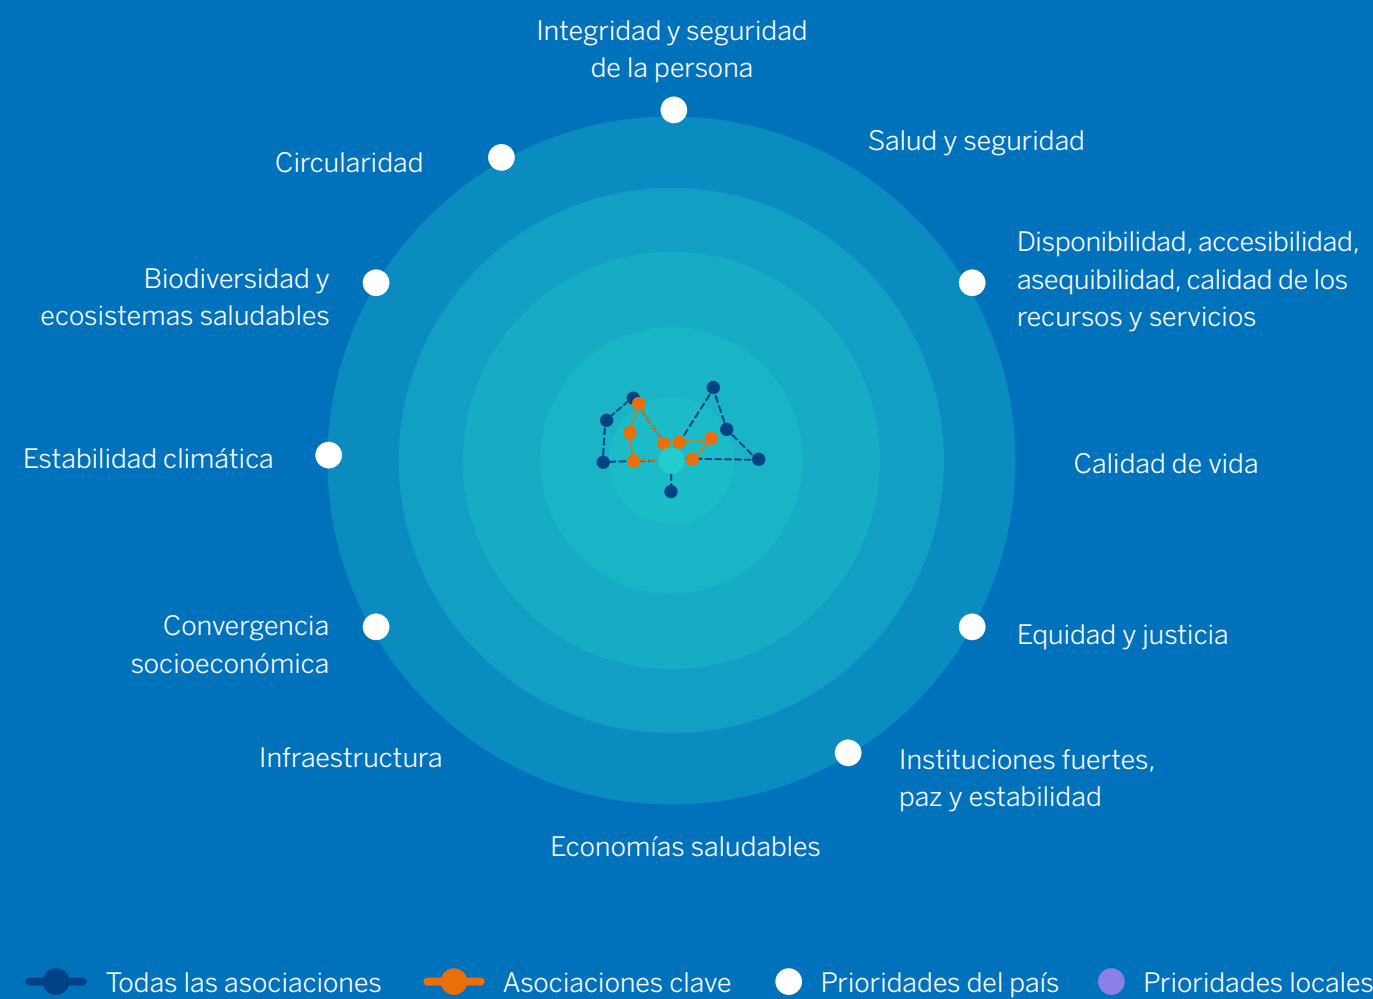 Integridad y seguridad
de la persona
Salud y seguridad
Circularidad
Disponibilidad, accesibilidad,
asequibilidad, calidad de los
recursos y servicios
Biodiversidad y
ecosistemas saludables
Estabilidad climática
Calidad de vida
Convergencia
socioeconómica
Equidad y justicia
Infraestructura
Instituciones fuertes,
paz y estabilidad
Economías saludables
Todas las asociaciones
Asociaciones clave
Prioridades del país
Prioridades locales